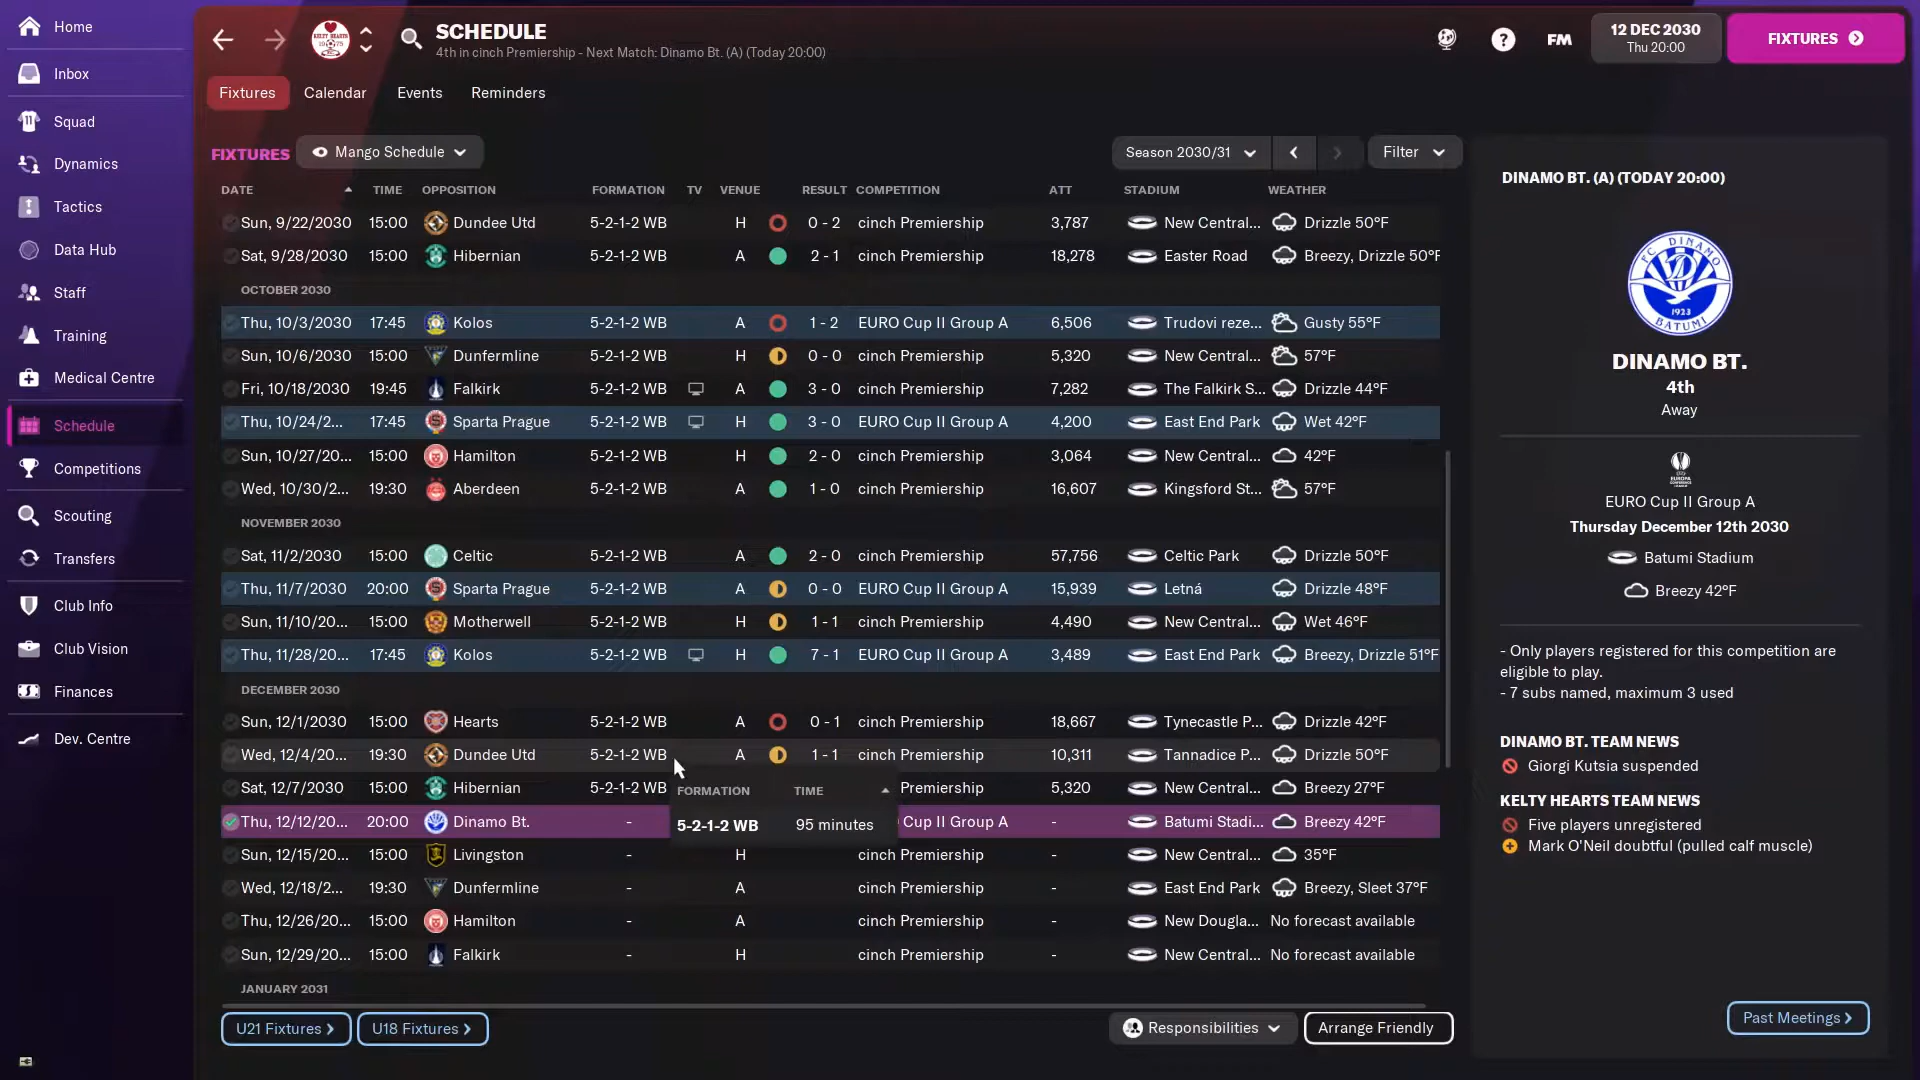 Home
Inbox
Squad
Dynamics
Tactics
Data Hub
Staff
Training
Medical Centre
Schedule
Competitions
Scouting
Transfers
Club Info
Club Vision
Finances
Dev. Centre
SCHEDULE
4th in cinch Premiership - Next Match: Dinamo Bt. (A) (Today 20:00)
FM
12 DEC 2030
Thu 20:00
FIXTURES
Fixtures Calendar Events Reminders
FIXTURES Mango Schedule Season 2030/31 Filter
DATE TIME OPPOSITION FORMATION TV VENUE RESULT COMPETITION ATT STADIUM WEATHER
Sun, 9/22/2030 15:00 Dundee Utd 5-2-1-2 WB H 0 - 2 cinch Premiership 3,787 New Central... Drizzle 50°F
Sat, 9/28/2030 15:00 Hibernian 5-2-1-2 WB A 2 - 1 cinch Premiership 18,278 Easter Road Breezy, Drizzle 50°F
OCTOBER 2030
Thu, 10/3/2030 17:45 Kolos 5-2-1-2 WB A 1 - 2 EURO Cup II Group A 6,506 Trudovi reze... Gusty 55°F
Sun, 10/6/2030 15:00 Dunfermline 5-2-1-2 WB H 0 - 0 cinch Premiership 5,320 New Central... 57°F
Fri, 10/18/2030 19:45 Falkirk 5-2-1-2 WB A 3 - 0 cinch Premiership 7,282 The Falkirk S... Drizzle 44°F
Thu, 10/24/2... 17:45 Sparta Prague 5-2-1-2 WB H 3 - 0 EURO Cup II Group A 4,200 East End Park Wet 42°F
Sun, 10/27/20... 15:00 Hamilton 5-2-1-2 WB H 2 - 0 cinch Premiership 3,064 New Central... 42°F
Wed, 10/30/2... 19:30 Aberdeen 5-2-1-2 WB A 1 - 0 cinch Premiership 16,607 Kingsford St... 57°F
NOVEMBER 2030
Sat, 11/2/2030 15:00 Celtic 5-2-1-2 WB A 2 - 0 cinch Premiership 57,756 Celtic Park Drizzle 50°F
Thu, 11/7/2030 20:00 Sparta Prague 5-2-1-2 WB A 0 - 0 EURO Cup II Group A 15,939 Letná Drizzle 48°F
Sun, 11/10/20... 15:00 Motherwell 5-2-1-2 WB H 1 - 1 cinch Premiership 4,490 New Central... Wet 46°F
Thu, 11/28/20... 17:45 Kolos 5-2-1-2 WB H 7 - 1 EURO Cup II Group A 3,489 East End Park Breezy, Drizzle 51°F
DECEMBER 2030
Sun, 12/1/2030 15:00 Hearts 5-2-1-2 WB A 0 - 1 cinch Premiership 18,667 Tynecastle P... Drizzle 42°F
Wed, 12/4/20... 19:30 Dundee Utd 5-2-1-2 WB A 1 - 1 cinch Premiership 10,311 Tannadice P... Drizzle 50°F
Sat, 12/7/2030 15:00 Hibernian 5-2-1-2 WB Premiership 5,320 New Central... Breezy 27°F
FORMATION TIME
5-2-1-2 WB 95 minutes
Thu, 12/12/20... 20:00 Dinamo Bt. - Cup II Group A - Batumi Stadi... Breezy 42°F
Sun, 12/15/20... 15:00 Livingston - H cinch Premiership - New Central... 35°F
Wed, 12/18/2... 19:30 Dunfermline - A cinch Premiership - East End Park Breezy, Sleet 37°F
Thu, 12/26/20... 15:00 Hamilton - A cinch Premiership - New Dougla... No forecast available
Sun, 12/29/20... 15:00 Falkirk - H cinch Premiership - New Central... No forecast available
JANUARY 2031
U21 Fixtures U18 Fixtures Responsibilities Arrange Friendly
DINAMO BT. (A) (TODAY 20:00)
FC DINAMO
1923
BATUMI
DINAMO BT.
4th
Away
EURO Cup II Group A
Thursday December 12th 2030
Batumi Stadium
Breezy 42°F
- Only players registered for this competition are
eligible to play.
- 7 subs named, maximum 3 used
DINAMO BT. TEAM NEWS
Giorgi Kutsia suspended
KELTY HEARTS TEAM NEWS
Five players unregistered
Mark O'Neil doubtful (pulled calf muscle)
Past Meetings